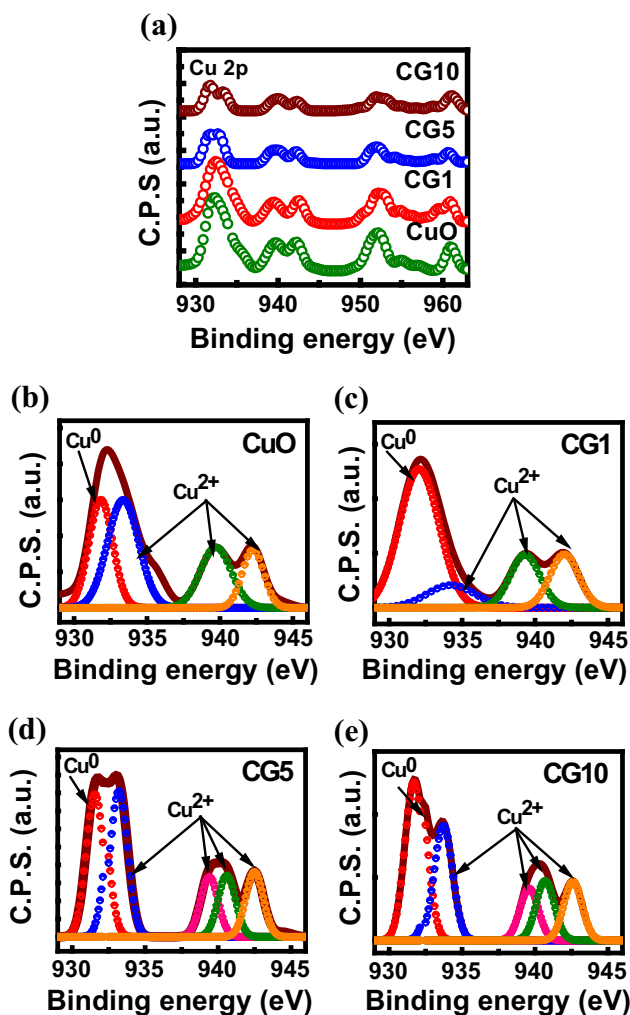 (a)
Cu 2p
CG10
CG5
CG1
CuO
C.P.S (a.u.)
930 940 950 960
Binding energy (eV)
(b)
Cu⁰
CuO
Cu²⁺
C.P.S. (a.u.)
930 935 940 945
Binding energy (eV)
(c)
Cu⁰
CG1
Cu²⁺
C.P.S. (a.u.)
930 935 940 945
Binding energy (eV)
(d)
Cu⁰
CG5
Cu²⁺
C.P.S. (a.u.)
930 935 940 945
Binding energy (eV)
(e)
Cu⁰
CG10
Cu²⁺
C.P.S. (a.u.)
930 935 940 945
Binding energy (eV)